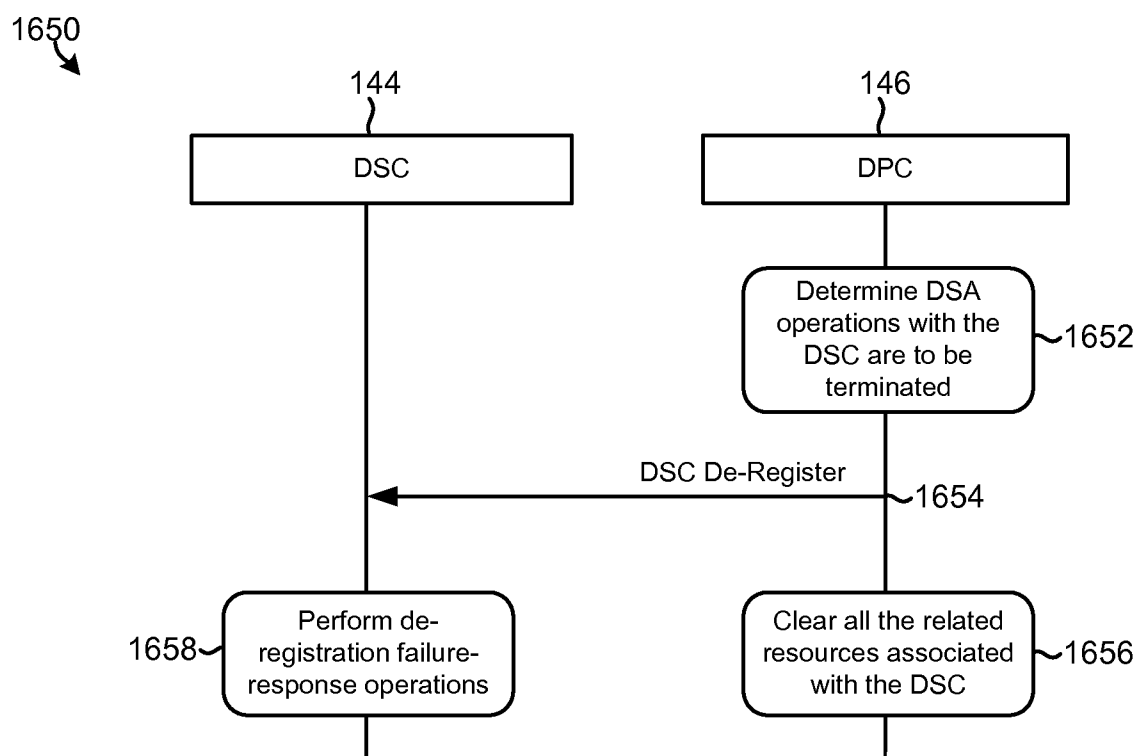 1650
144
146
DSC
DPC
Determine DSA
operations with the
DSC are to be
terminated
1652
DSC De-Register
1654
Perform de-
registration failure-
response operations
1658
Clear all the related
resources associated
with the DSC
1656